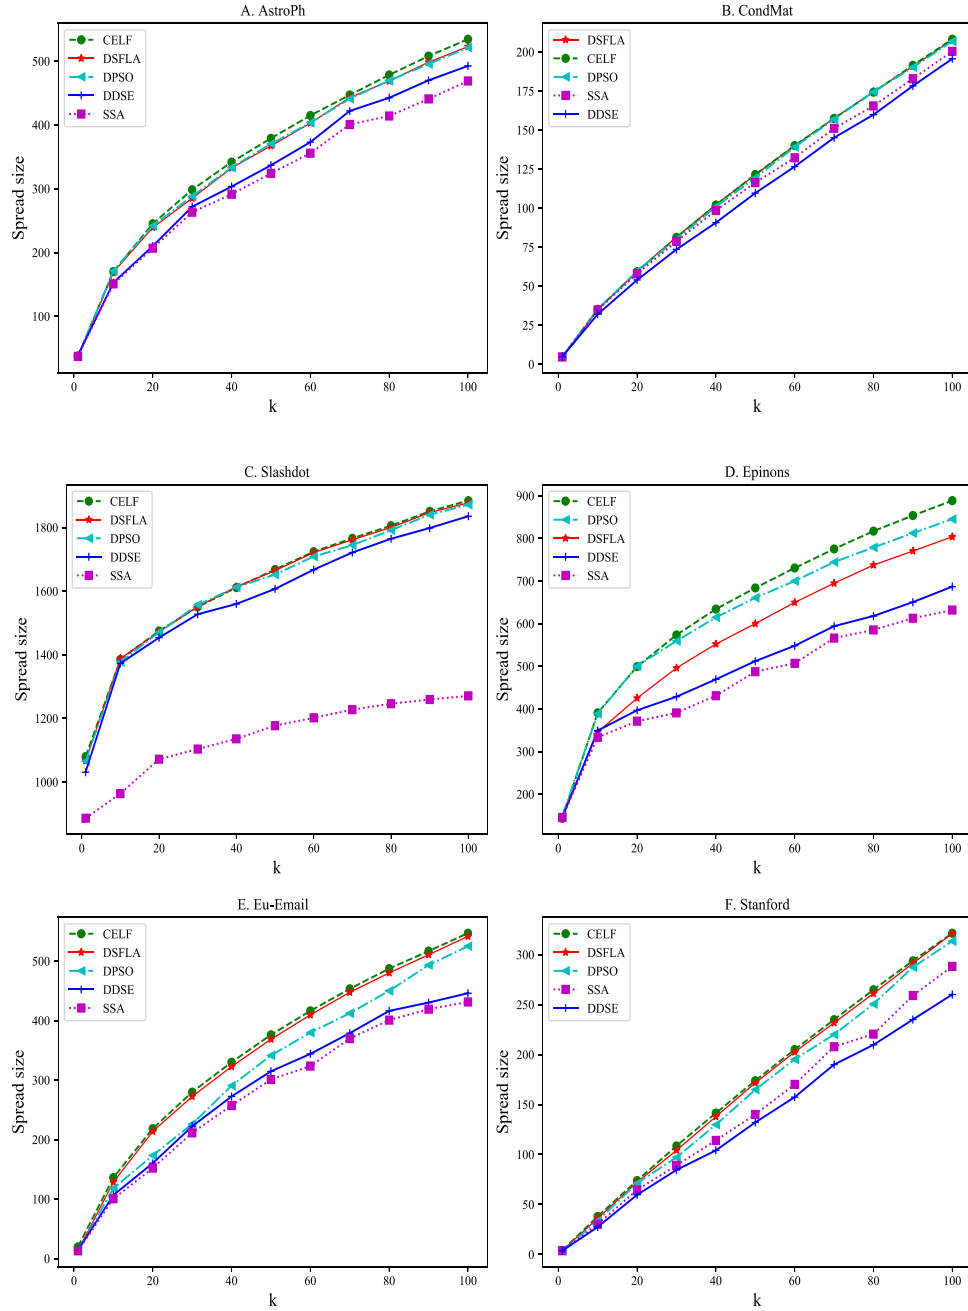 A. AstroPh
CELF
DSFLA
DPSO
DDSE
SSA
500
400
300
200
100
Spread size
0 20 40 60 80 100
k
B. CondMat
DSFLA
CELF
DPSO
SSA
DDSE
200
175
150
125
100
75
50
25
0
Spread size
0 20 40 60 80 100
k
C. Slashdot
CELF
DSFLA
DPSO
DDSE
SSA
1800
1600
1400
1200
1000
Spread size
0 20 40 60 80 100
k
D. Epinons
CELF
DPSO
DSFLA
DDSE
SSA
900
800
700
600
500
400
300
200
Spread size
0 20 40 60 80 100
k
E. Eu-Email
CELF
DSFLA
DPSO
DDSE
SSA
500
400
300
200
100
0
Spread size
0 20 40 60 80 100
k
F. Stanford
CELF
DSFLA
DPSO
SSA
DDSE
300
250
200
150
100
50
0
Spread size
0 20 40 60 80 100
k